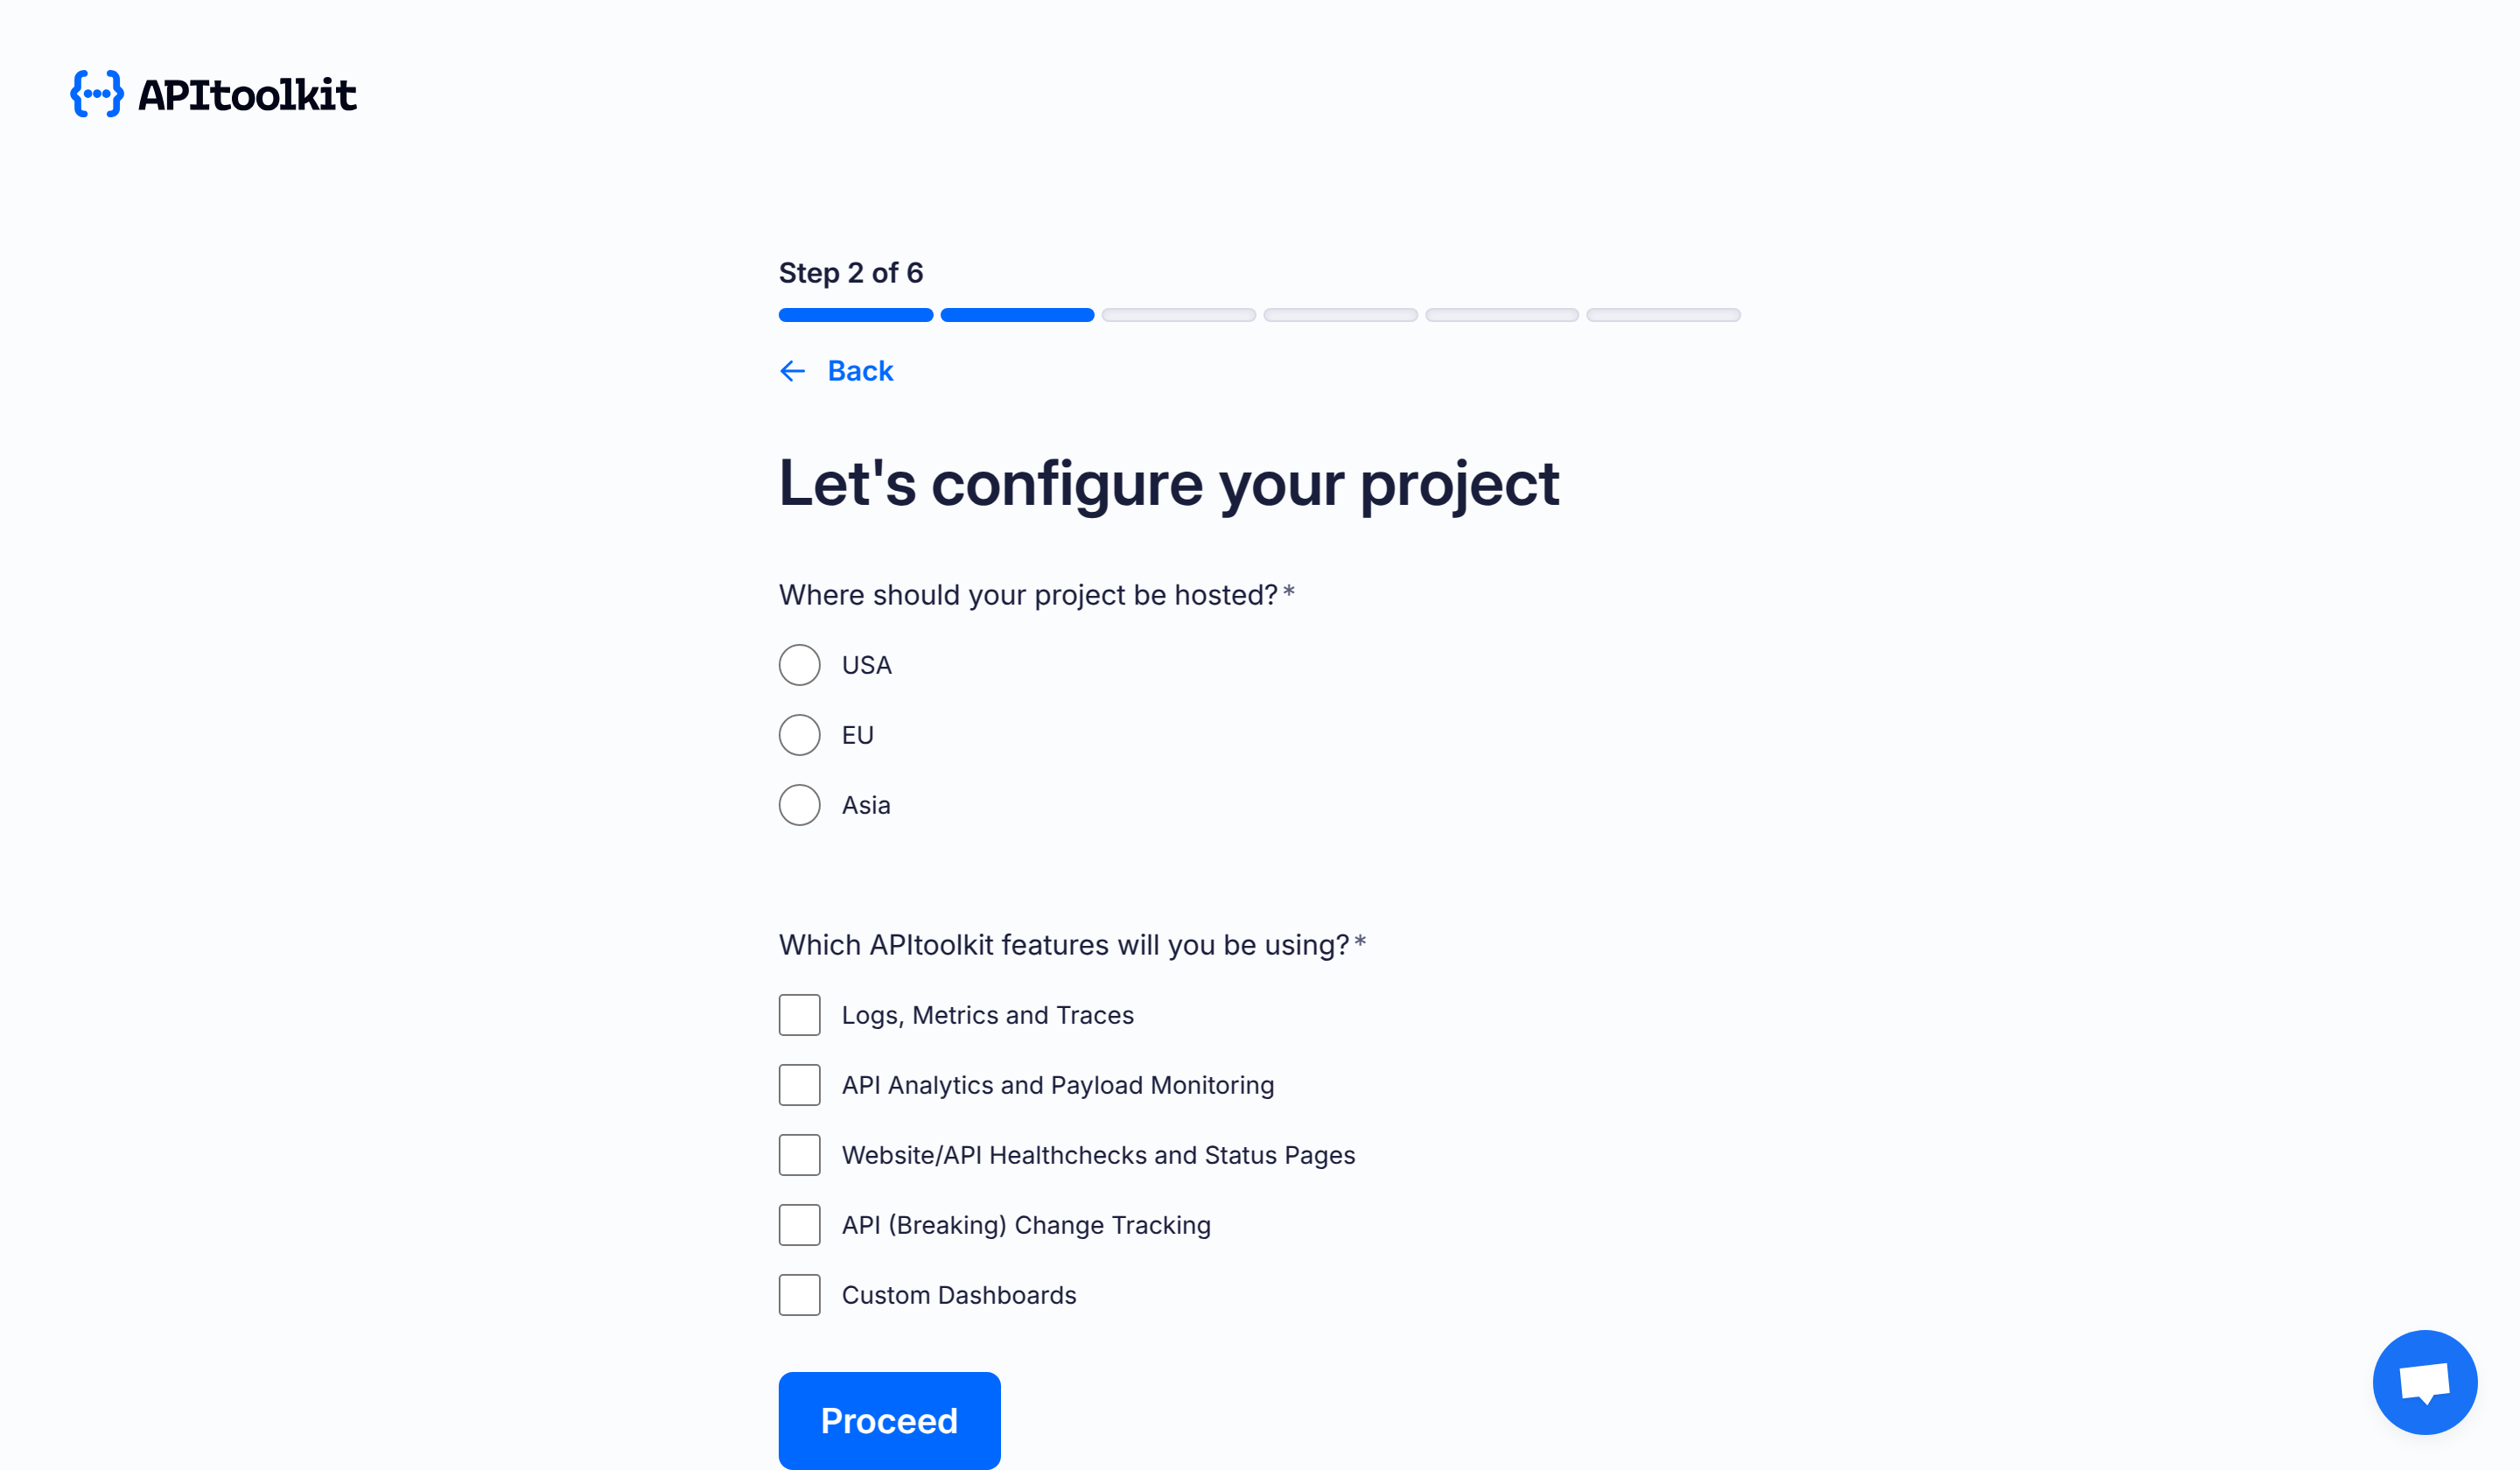 APItoolkit
Step 2 of 6
Back
Let's configure your project
Where should your project be hosted?*
USA
EU
Asia
Which APItoolkit features will you be using?*
Logs, Metrics and Traces
API Analytics and Payload Monitoring
Website/API Healthchecks and Status Pages
API (Breaking) Change Tracking
Custom Dashboards
Proceed